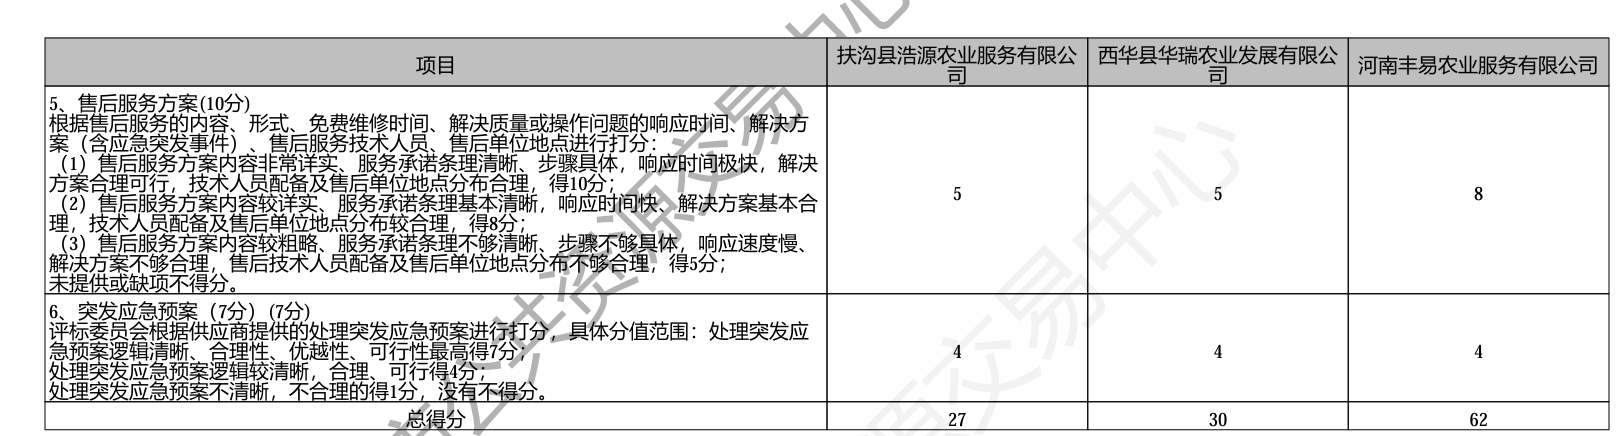 项目
扶沟县浩源农业服务有限公
司
西华县华瑞农业发展有限公
司
河南丰易农业服务有限公司
5、售后服务方案(10分)
根据售后服务的内容、形式、免费维修时间、解决质量或操作问题的响应时间、解决方
案（含应急突发事件）、售后服务技术人员、售后单位地点进行打分：
（1）售后服务方案内容非常详实、服务承诺条理清晰、步骤具体，响应时间极快，解决
方案合理可行，技术人员配备及售后单位地点分布合理，得10分；
（2）售后服务方案内容较详实、服务承诺条理基本清晰，响应时间快、解决方案基本合
理，技术人员配备及售后单位地点分布较合理，得8分；
（3）售后服务方案内容较粗略、服务承诺条理不够清晰、步骤不够具体，响应速度慢、
解决方案不够合理，售后技术人员配备及售后单位地点分布不够合理，得5分；
未提供或缺项不得分。
5
5
8
6、突发应急预案（7分）(7分)
评标委员会根据供应商提供的处理突发应急预案进行打分，具体分值范围：处理突发应
急预案逻辑清晰、合理性、优越性、可行性最高得7分；
处理突发应急预案逻辑较清晰，合理、可行得4分；
处理突发应急预案不清晰，不合理的得1分，没有不得分。
4
4
4
总得分
27
30
62
公共资源交易中心
源交易中心